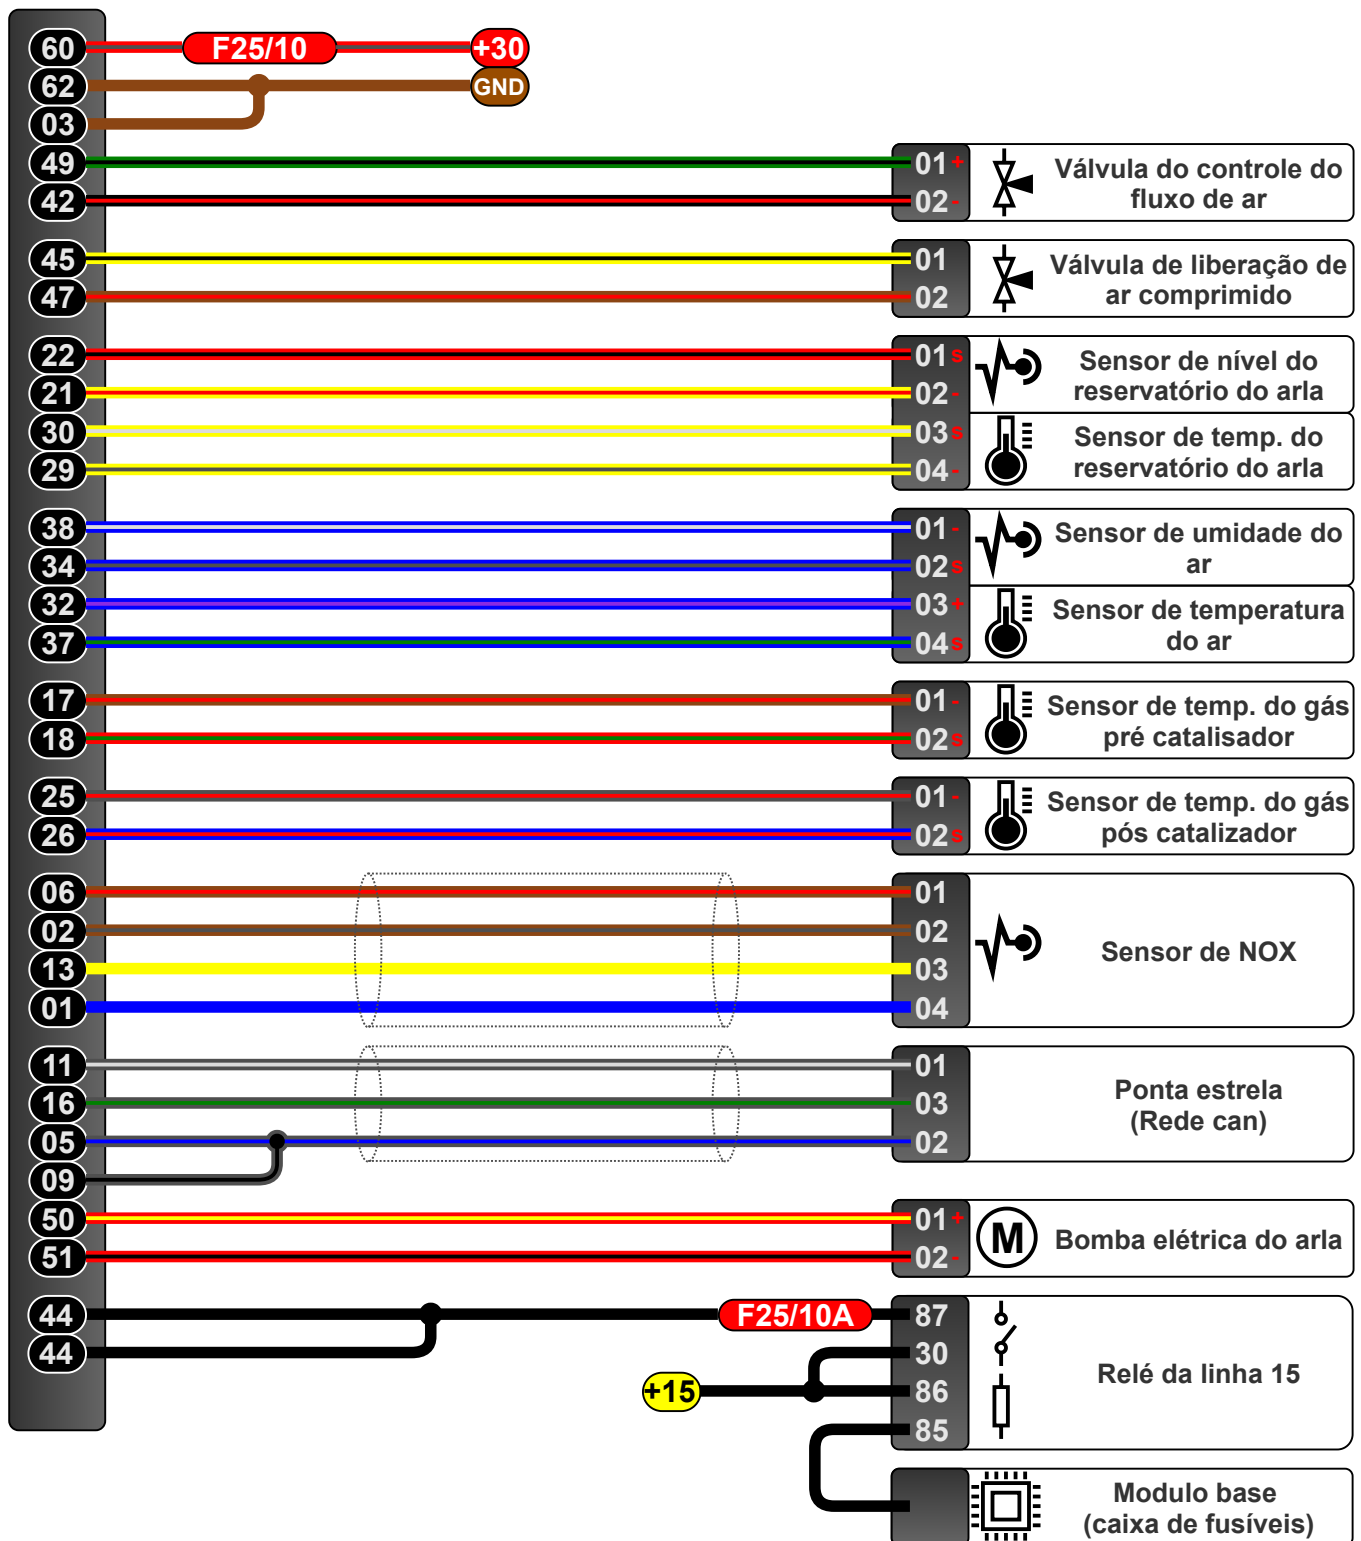 60 F25/10 +30
62 GND
03
49 01 +
42 02 -
Válvula do controle do
fluxo de ar
45 01
47 02
Válvula de liberação de
ar comprimido
22 01 s
21 02 -
Sensor de nível do
reservatório do arla
30 03 s
29 04 -
Sensor de temp. do
reservatório do arla
38 01 -
34 02 s
Sensor de umidade do
ar
32 03 +
37 04 s
Sensor de temperatura
do ar
17 01 -
18 02 s
Sensor de temp. do gás
pré catalisador
25 01 -
26 02 s
Sensor de temp. do gás
pós catalizador
06 01
02 02
13 03
01 04
Sensor de NOX
11 01
16 03
05 02
09
Ponta estrela
(Rede can)
50 01 +
51 02 -
M
Bomba elétrica do arla
44 F25/10A 87
44 30
+15 86
85
Relé da linha 15
Modulo base
(caixa de fusíveis)